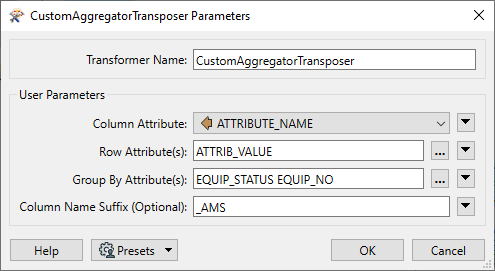 CustomAggregatorTransposer Parameters
Transformer Name: CustomAggregatorTransposer
User Parameters
Column Attribute: ATTRIBUTE_NAME
Row Attribute(s): ATTRIB_VALUE ...
Group By Attribute(s): EQUIP_STATUS EQUIP_NO ...
Column Name Suffix (Optional): _AMS
Help Presets OK Cancel